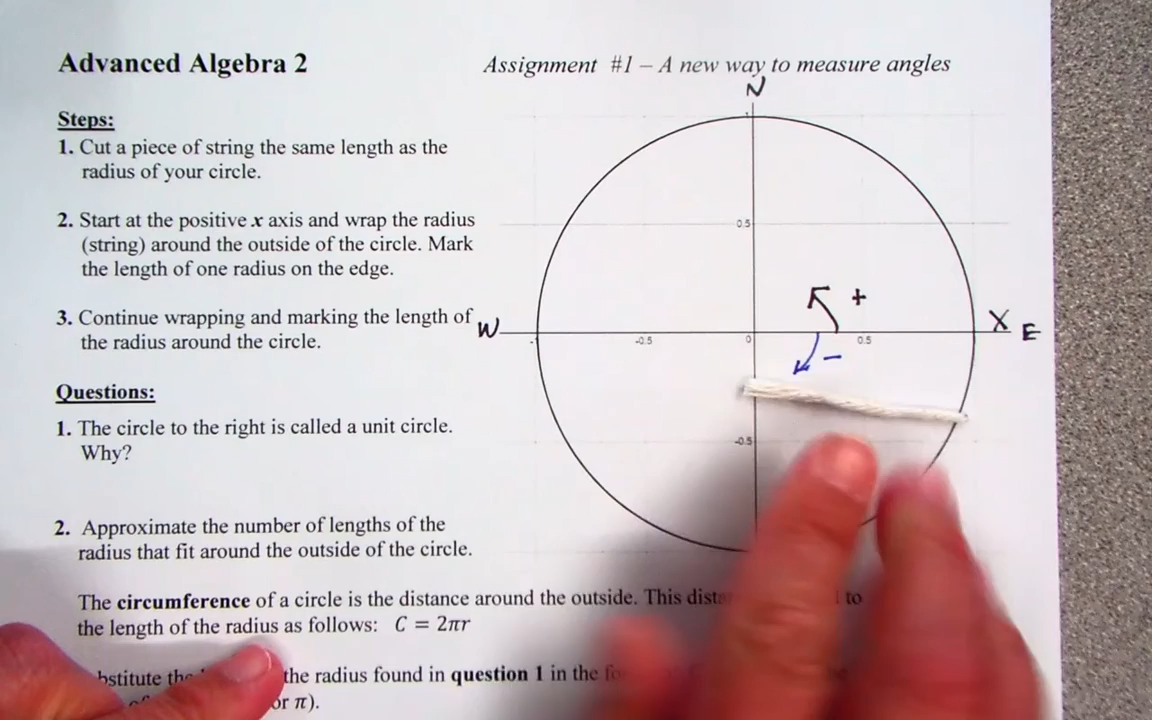 Advanced Algebra 2
Assignment #1 – A new way to measure angles
Steps:
1. Cut a piece of string the same length as the
radius of your circle.
2. Start at the positive x axis and wrap the radius
(string) around the outside of the circle. Mark
the length of one radius on the edge.
3. Continue wrapping and marking the length of
the radius around the circle.
N
0.5
+
W
X
E
-0.5
0
0.5
−
-0.5
Questions:
1. The circle to the right is called a unit circle.
Why?
2. Approximate the number of lengths of the
radius that fit around the outside of the circle.
The circumference of a circle is the distance around the outside. This to
the length of the radius as follows: C = 2πr
the radius found in question 1 in the
or π).